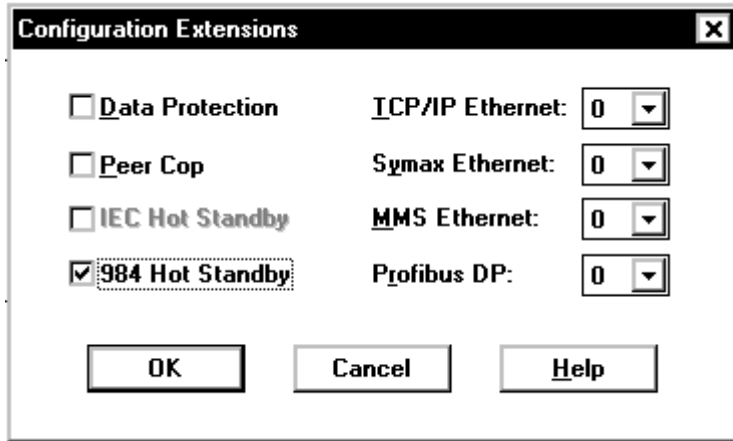 Configuration Extensions
Data Protection TCP/IP Ethernet: 0
Peer Cop Symax Ethernet: 0
IEC Hot Standby MMS Ethernet: 0
984 Hot Standby Profibus DP: 0
OK Cancel Help